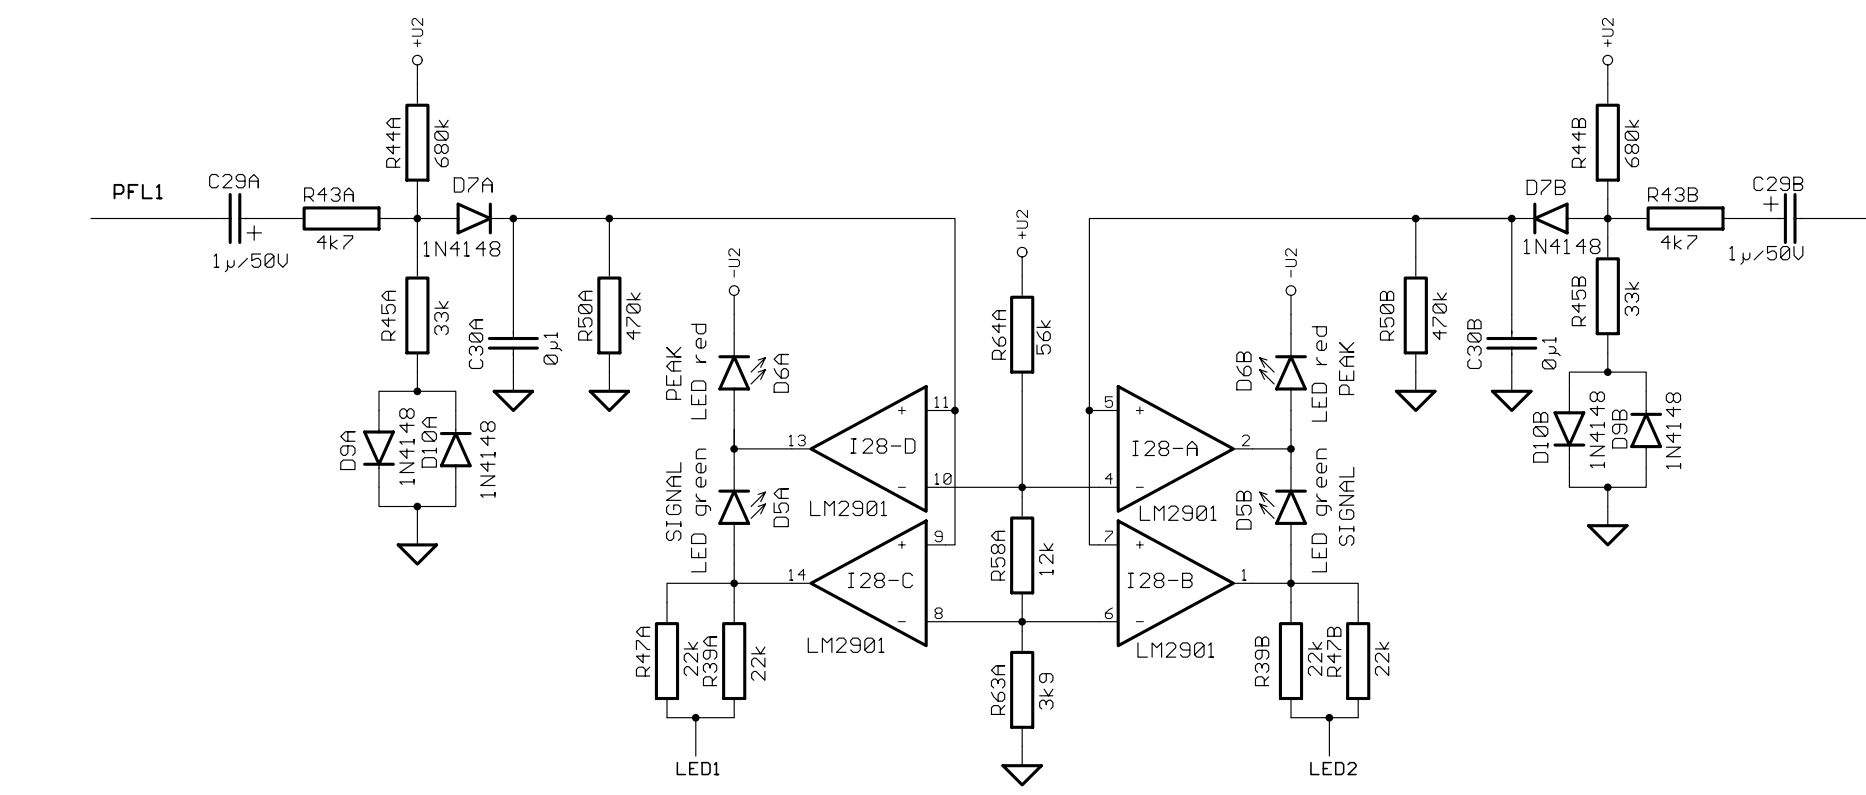 +U2
R44A
680k
PFL1
C29A
+
1µ/50V
R43A
4k7
D7A
1N4148
R45A
33k
C30A
0µ1
R50A
470k
D9A
1N4148
D10A
1N4148
-U2
PEAK
LED red
D6A
SIGNAL
LED green
D5A
13
+
11
I28-D
-
10
LM2901
14
+
9
I28-C
-
8
LM2901
R47A
22k
R39A
22k
LED1
+U2
R64A
56k
R58A
12k
R63A
3k9
5
+
I28-A
2
4
-
LM2901
7
+
I28-B
1
6
-
LM2901
-U2
D6B
LED red
PEAK
D5B
LED green
SIGNAL
R39B
22k
R47B
22k
LED2
R50B
470k
C30B
0µ1
+U2
R44B
680k
D7B
1N4148
R43B
4k7
C29B
+
1µ/50V
R45B
33k
D10B
1N4148
D9B
1N4148